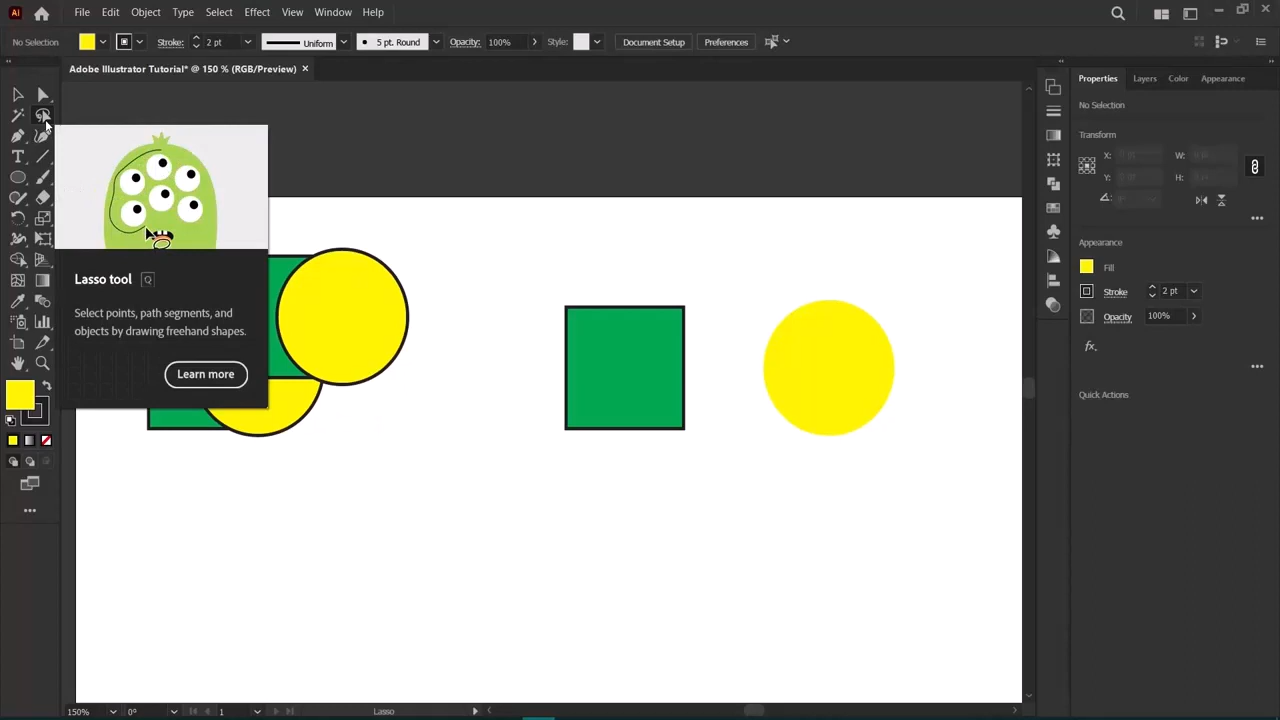 Ai File Edit Object Type Select Effect View Window Help
No Selection Stroke: 2 pt Uniform 5 pt. Round Opacity: 100% Style: Document Setup Preferences
Adobe Illustrator Tutorial* @ 150 % (RGB/Preview) ×
Properties Layers Color Appearance
No Selection
Transform
X: W:
Y: H:
Lasso tool Q
Select points, path segments, and
objects by drawing freehand shapes.
Learn more
Appearance
Fill
Stroke 2 pt
Opacity 100%
fx.
Quick Actions
150% 0° 1 Lasso